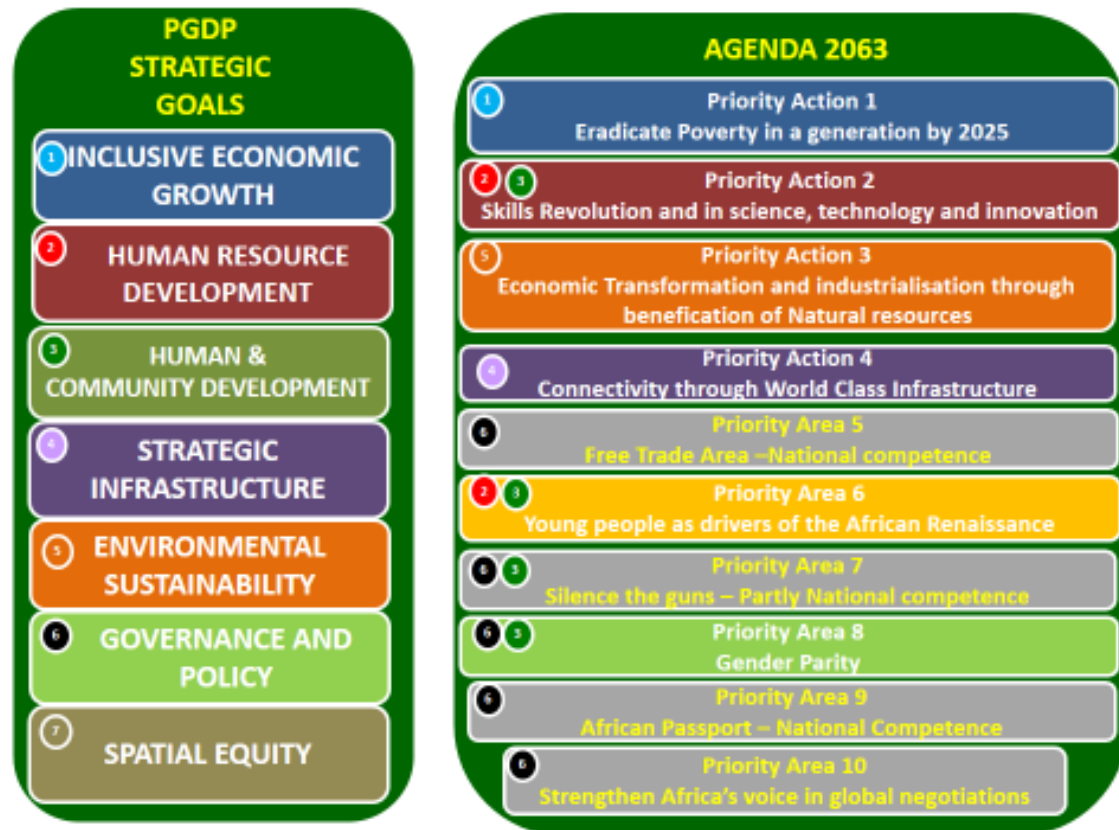 PGDP
STRATEGIC
GOALS
1 INCLUSIVE ECONOMIC
GROWTH
2 HUMAN RESOURCE
DEVELOPMENT
3 HUMAN &
COMMUNITY DEVELOPMENT
4 STRATEGIC
INFRASTRUCTURE
5 ENVIRONMENTAL
SUSTAINABILITY
6 GOVERNANCE AND
POLICY
7 SPATIAL EQUITY
AGENDA 2063
1 Priority Action 1
Eradicate Poverty in a generation by 2025
2 3 Priority Action 2
Skills Revolution and in science, technology and innovation
5 Priority Action 3
Economic Transformation and industrialisation through
benefication of Natural resources
4 Priority Action 4
Connectivity through World Class Infrastructure
6 Priority Area 5
Free Trade Area –National competence
2 3 Priority Area 6
Young people as drivers of the African Renaissance
6 3 Priority Area 7
Silence the guns – Partly National competence
6 3 Priority Area 8
Gender Parity
6 Priority Area 9
African Passport – National Competence
6 Priority Area 10
Strengthen Africa's voice in global negotiations